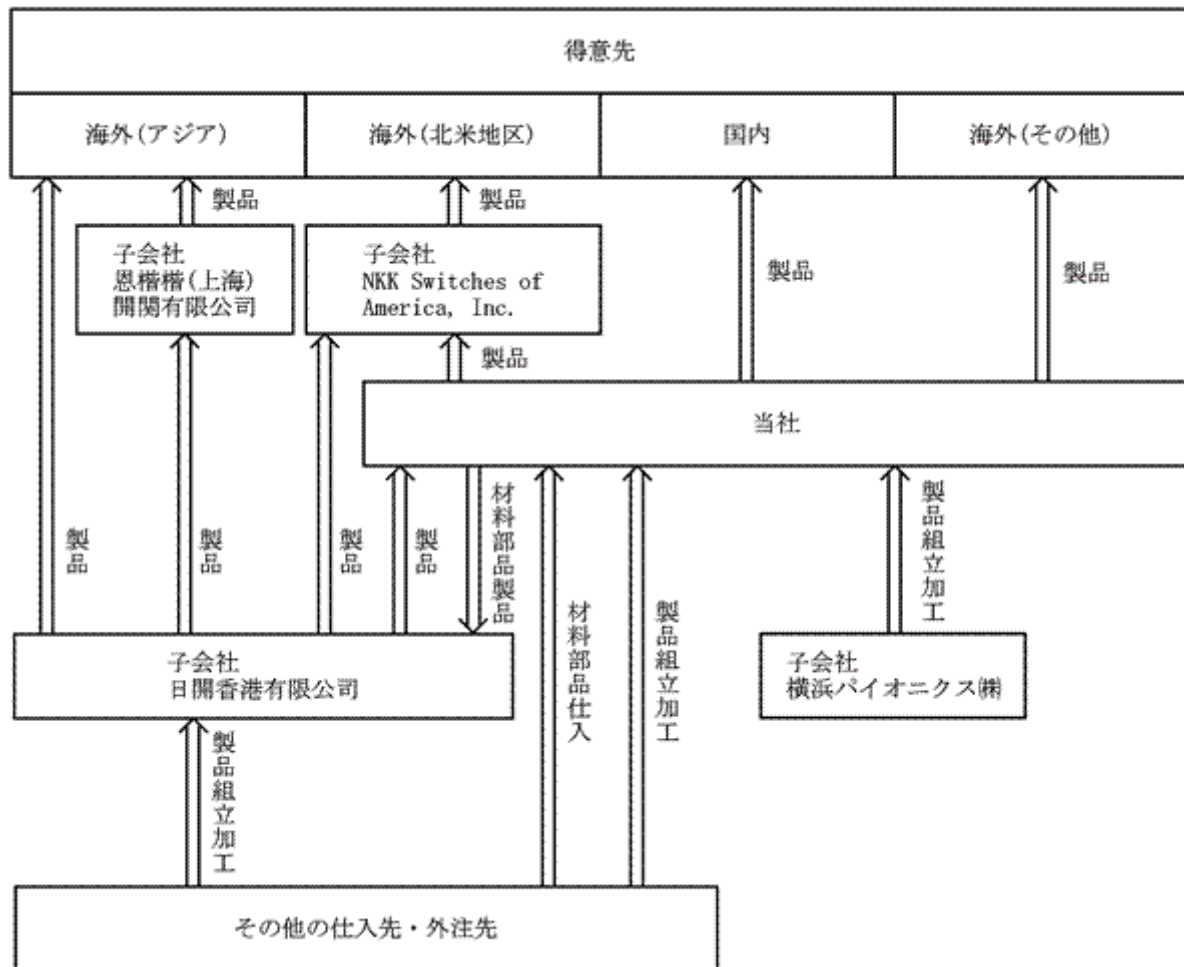 得意先
海外(アジア)
海外(北米地区)
国内
海外(その他)
製品
製品
子会社
恩楷楷(上海)
開関有限公司
子会社
NKK Switches of
America, Inc.
製品
製品
製品
当社
製品
製品
製品
製品
材料部品製品
材料部品仕入
製品組立加工
製品組立加工
子会社
日開香港有限公司
子会社
横浜パイオニクス㈱
製品組立加工
その他の仕入先・外注先